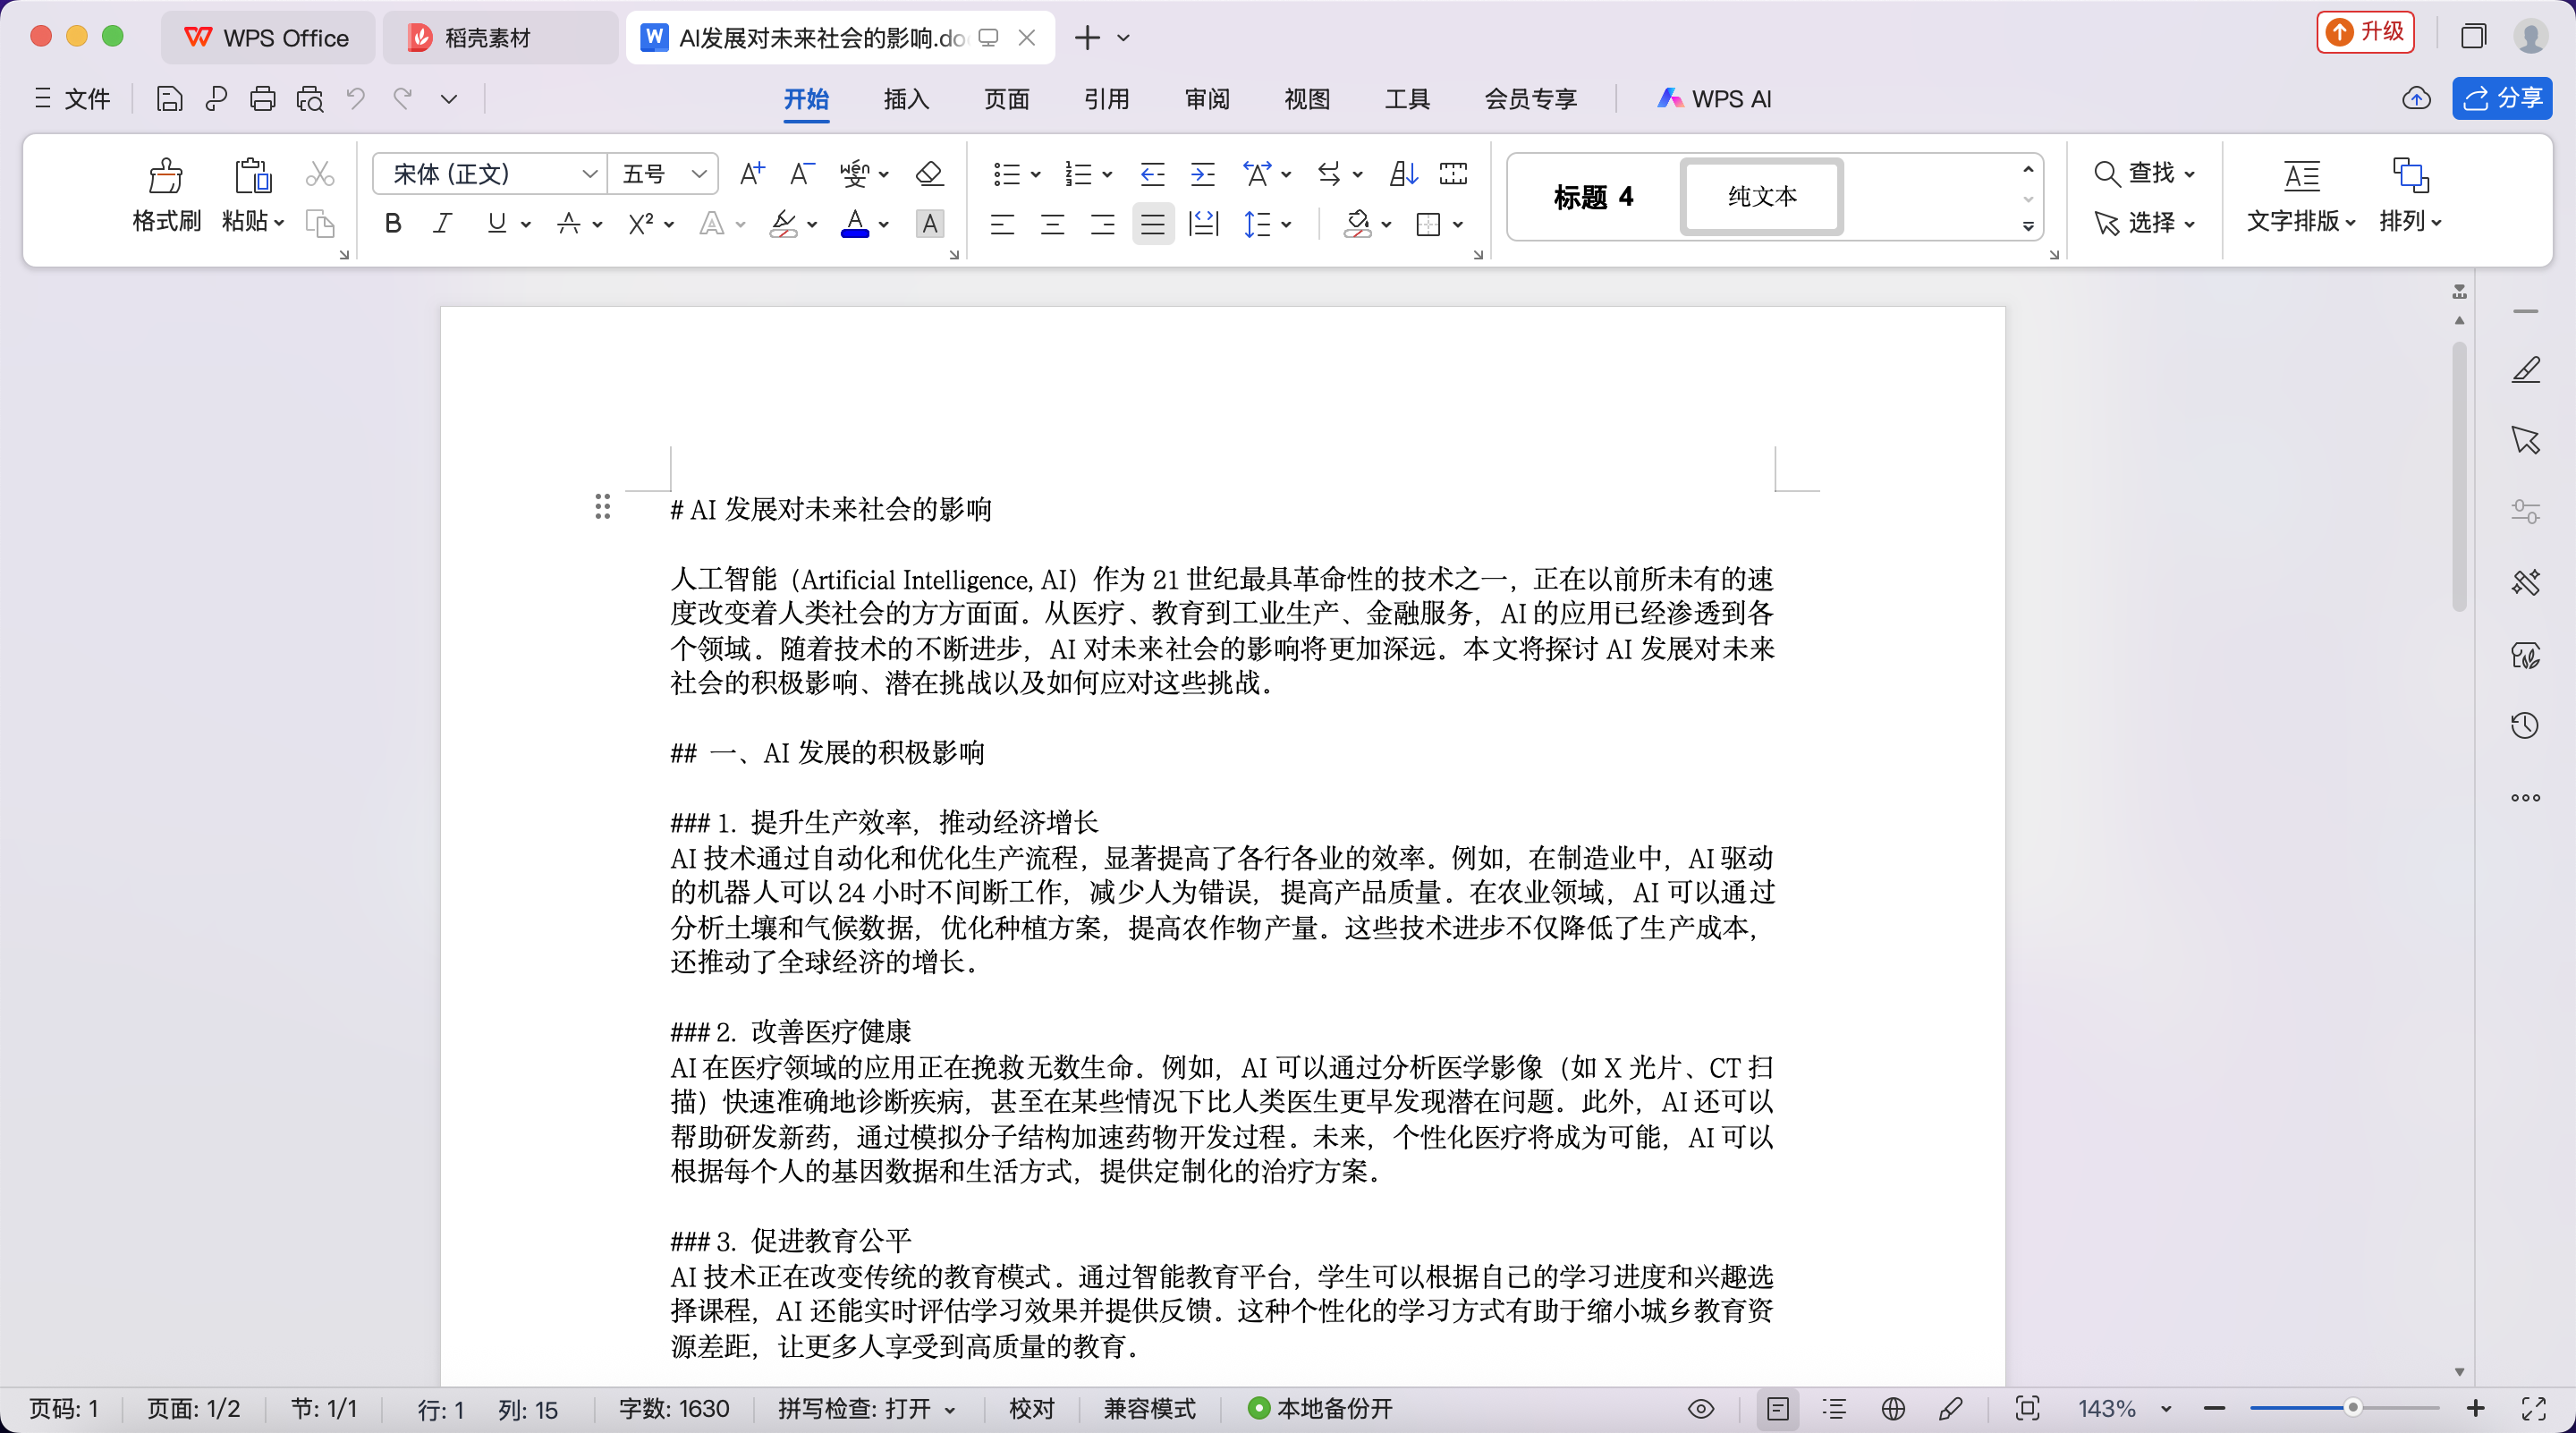 WPS Office
稻壳素材
AI发展对未来社会的影响.do
升级
文件
开始
插入
页面
引用
审阅
视图
工具
会员专享
WPS AI
分享
格式刷
粘贴
宋体 (正文)
五号
标题 4
纯文本
查找
选择
文字排版
排列
# AI 发展对未来社会的影响
人工智能（Artificial Intelligence, AI）作为 21 世纪最具革命性的技术之一，正在以前所未有的速
度改变着人类社会的方方面面。从医疗、教育到工业生产、金融服务，AI 的应用已经渗透到各
个领域。随着技术的不断进步，AI 对未来社会的影响将更加深远。本文将探讨 AI 发展对未来
社会的积极影响、潜在挑战以及如何应对这些挑战。
## 一、AI 发展的积极影响
### 1. 提升生产效率，推动经济增长
AI 技术通过自动化和优化生产流程，显著提高了各行各业的效率。例如，在制造业中，AI 驱动
的机器人可以 24 小时不间断工作，减少人为错误，提高产品质量。在农业领域，AI 可以通过
分析土壤和气候数据，优化种植方案，提高农作物产量。这些技术进步不仅降低了生产成本，
还推动了全球经济的增长。
### 2. 改善医疗健康
AI 在医疗领域的应用正在挽救无数生命。例如，AI 可以通过分析医学影像（如 X 光片、CT 扫
描）快速准确地诊断疾病，甚至在某些情况下比人类医生更早发现潜在问题。此外，AI 还可以
帮助研发新药，通过模拟分子结构加速药物开发过程。未来，个性化医疗将成为可能，AI 可以
根据每个人的基因数据和生活方式，提供定制化的治疗方案。
### 3. 促进教育公平
AI 技术正在改变传统的教育模式。通过智能教育平台，学生可以根据自己的学习进度和兴趣选
择课程，AI 还能实时评估学习效果并提供反馈。这种个性化的学习方式有助于缩小城乡教育资
源差距，让更多人享受到高质量的教育。
页码: 1
页面: 1/2
节: 1/1
行: 1
列: 15
字数: 1630
拼写检查: 打开
校对
兼容模式
本地备份开
143%